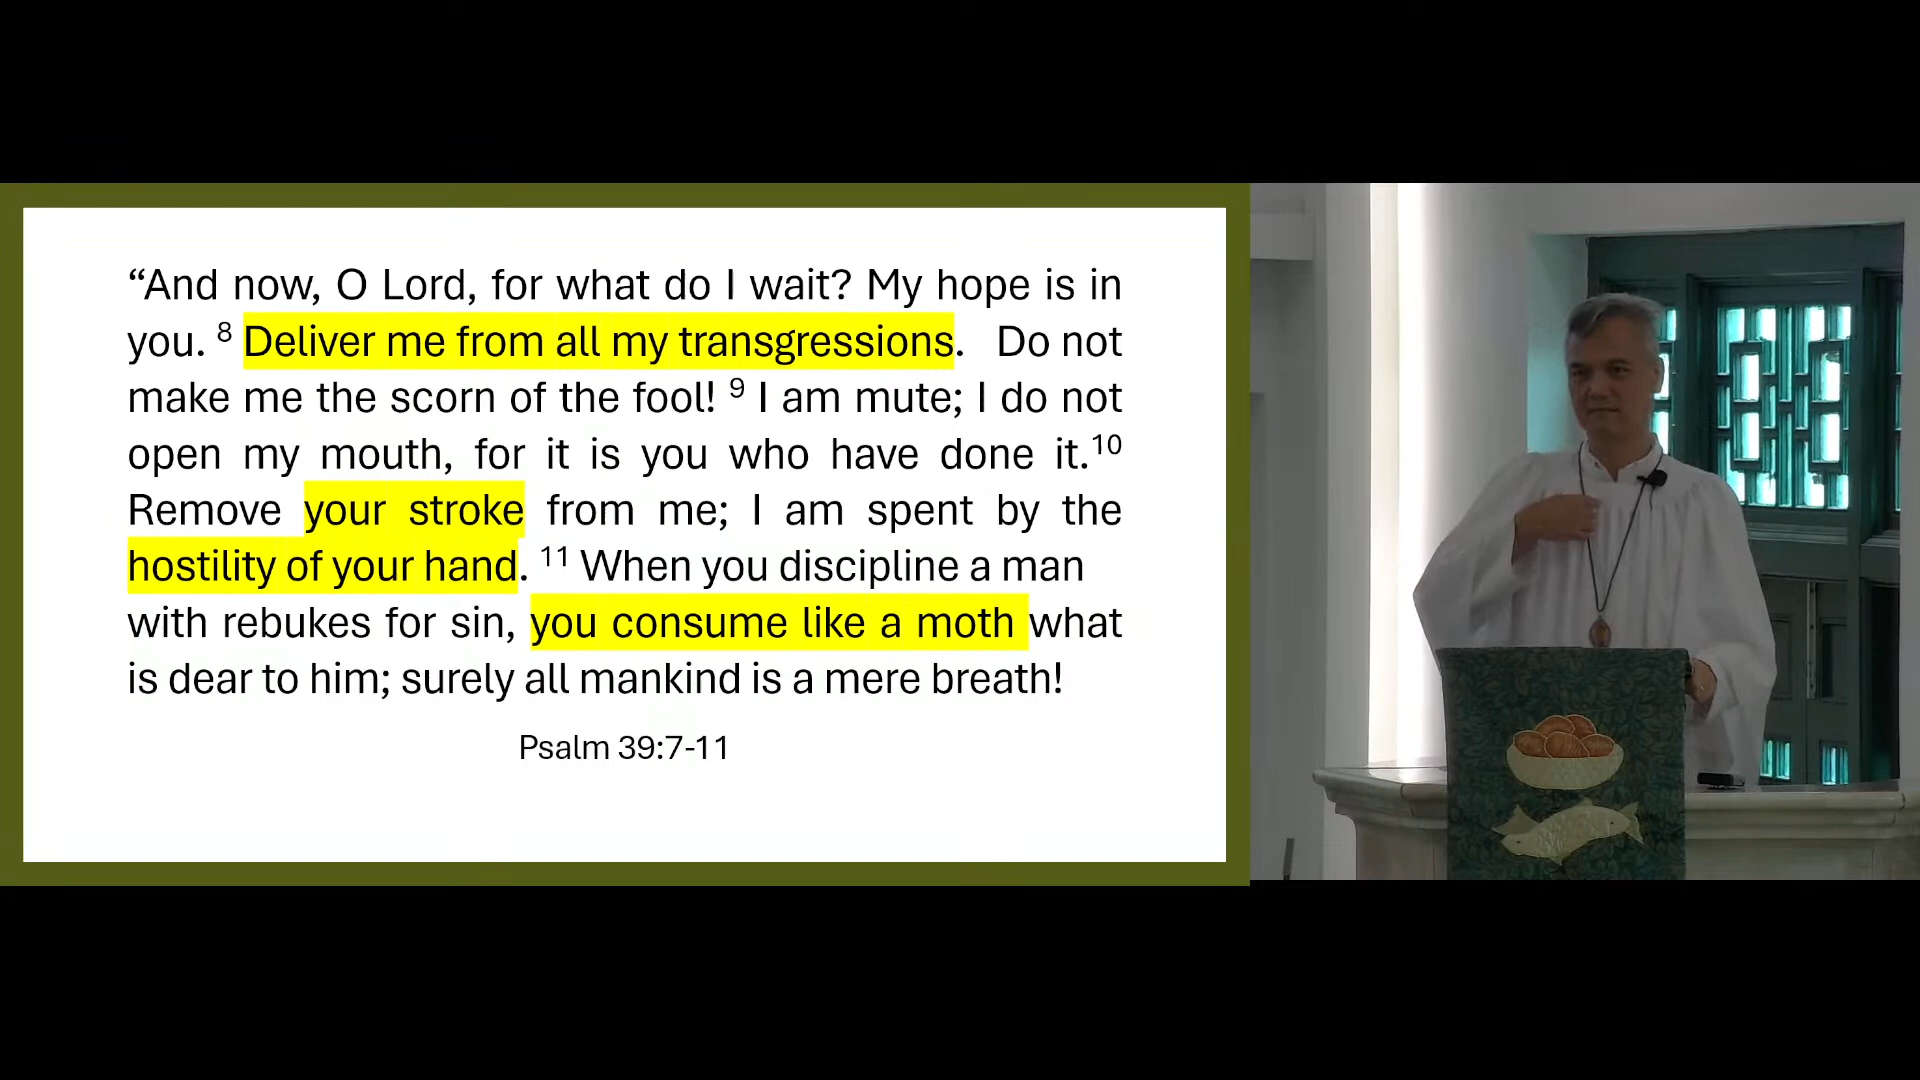 “And now, O Lord, for what do I wait? My hope is in
you. 8 Deliver me from all my transgressions. Do not
make me the scorn of the fool! 9 I am mute; I do not
open my mouth, for it is you who have done it.10
Remove your stroke from me; I am spent by the
hostility of your hand. 11 When you discipline a man
with rebukes for sin, you consume like a moth what
is dear to him; surely all mankind is a mere breath!
Psalm 39:7-11